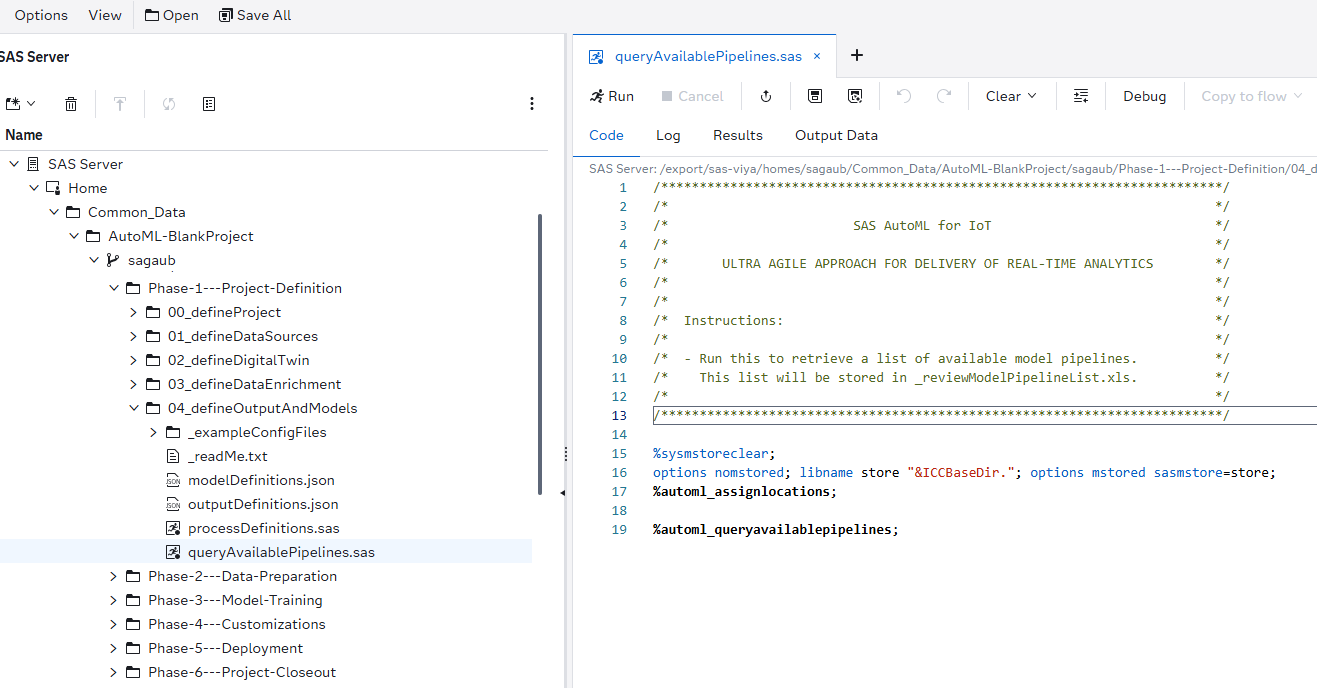 Options View Open Save All
SAS Server
Name
SAS Server
Home
Common_Data
AutoML-BlankProject
sagaub
Phase-1---Project-Definition
00_defineProject
01_defineDataSources
02_defineDigitalTwin
03_defineDataEnrichment
04_defineOutputAndModels
_exampleConfigFiles
_readMe.txt
JSON modelDefinitions.json
JSON outputDefinitions.json
processDefinitions.sas
queryAvailablePipelines.sas
Phase-2---Data-Preparation
Phase-3---Model-Training
Phase-4---Customizations
Phase-5---Deployment
Phase-6---Project-Closeout
queryAvailablePipelines.sas × +
Run Cancel Clear Debug Copy to flow
Code Log Results Output Data
SAS Server: /export/sas-viya/homes/sagaub/Common_Data/AutoML-BlankProject/sagaub/Phase-1---Project-Definition/04_d
1 /*************************************************************************/
2 /* */
3 /* SAS AutoML for IoT */
4 /* */
5 /* ULTRA AGILE APPROACH FOR DELIVERY OF REAL-TIME ANALYTICS */
6 /* */
7 /* */
8 /* Instructions: */
9 /* */
10 /* - Run this to retrieve a list of available model pipelines. */
11 /* This list will be stored in _reviewModelPipelineList.xls. */
12 /* */
13 /*************************************************************************/
14
15 %sysmstoreclear;
16 options nomstored; libname store "&ICCBaseDir."; options mstored sasmstore=store;
17 %automl_assignlocations;
18
19 %automl_queryavailablepipelines;